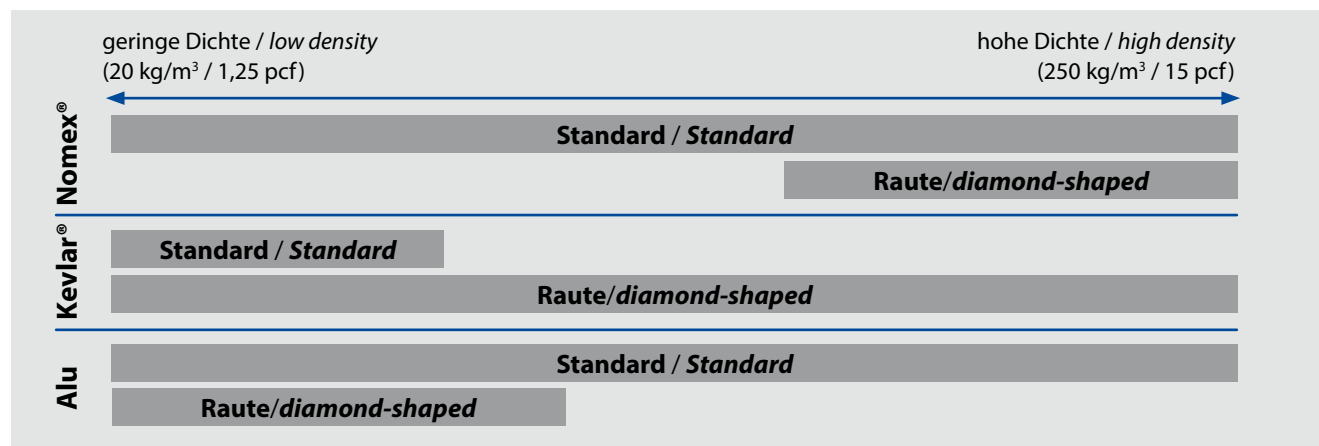 geringe Dichte / low density
(20 kg/m³ / 1,25 pcf)
hohe Dichte / high density
(250 kg/m³ / 15 pcf)
Nomex®
Standard / Standard
Raute/diamond-shaped
Kevlar®
Standard / Standard
Raute/diamond-shaped
Alu
Standard / Standard
Raute/diamond-shaped